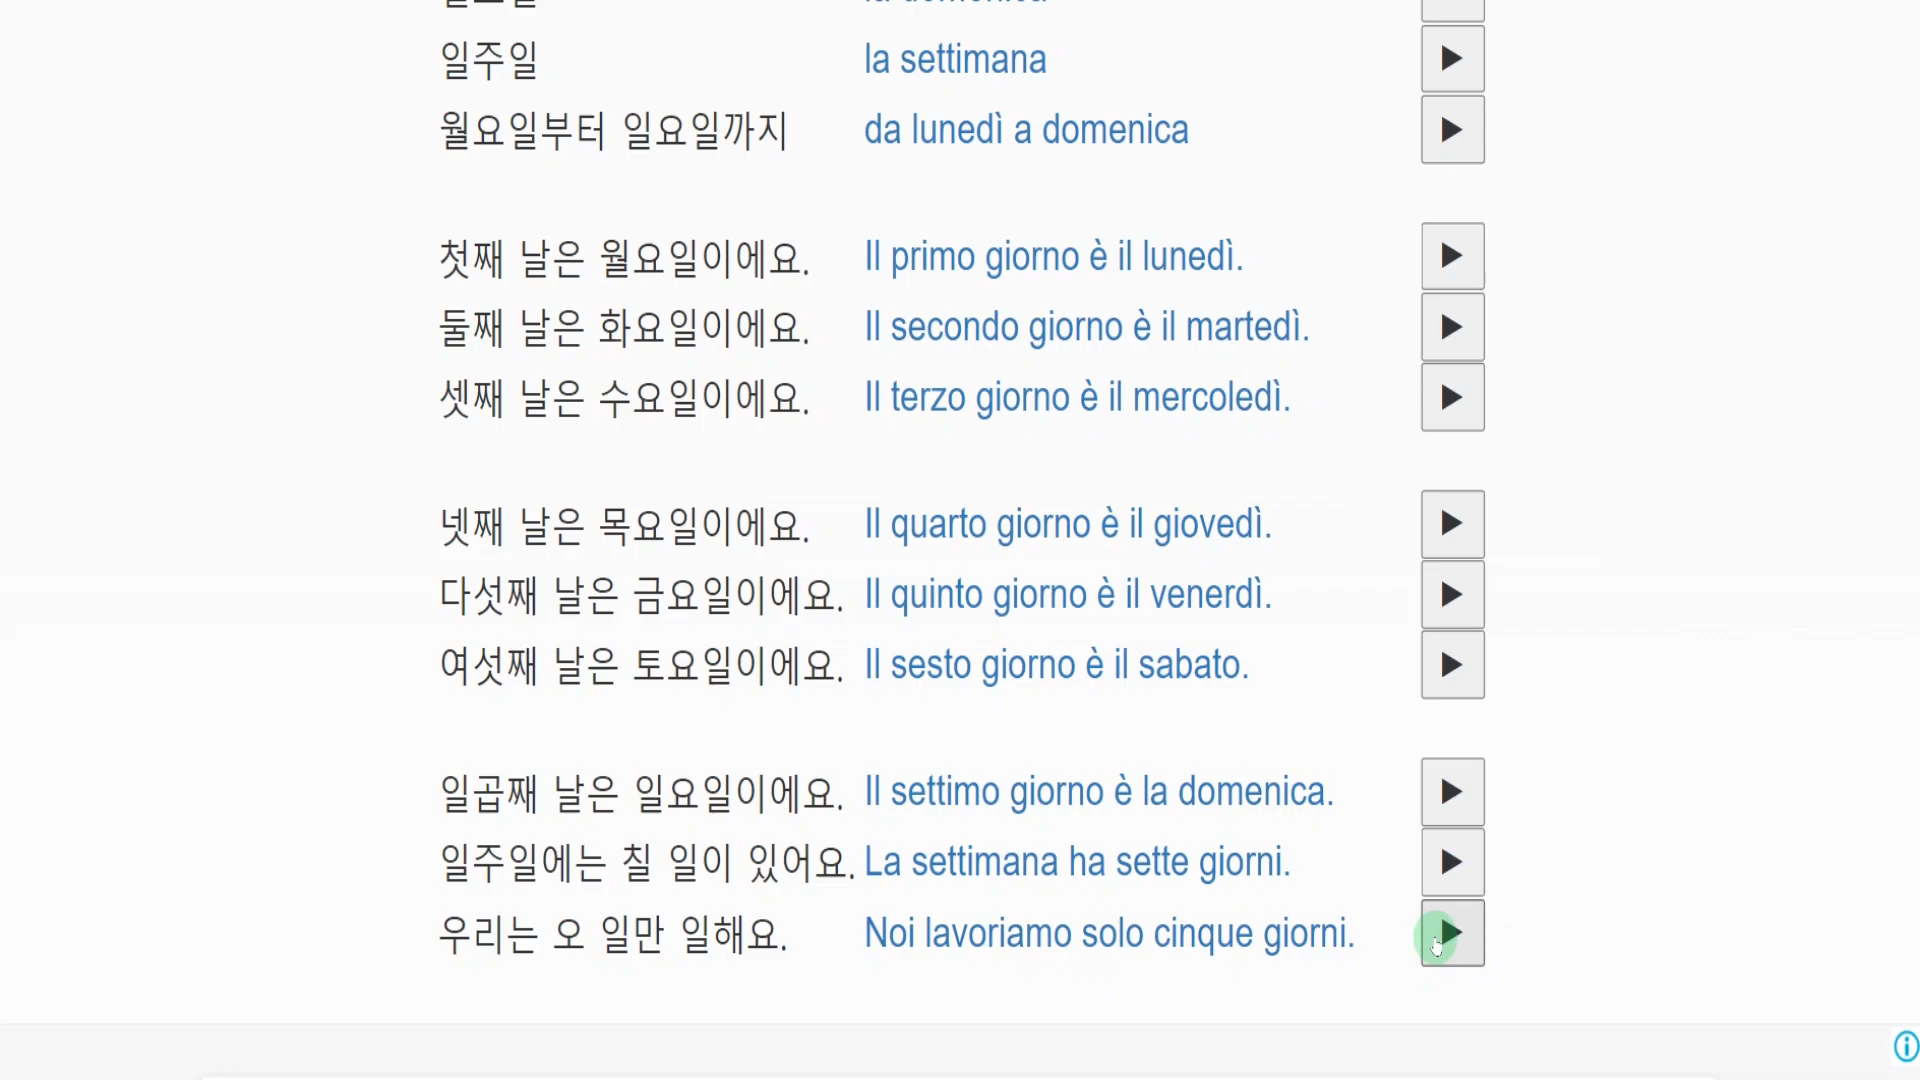 일주일 la settimana
월요일부터 일요일까지 da lunedì a domenica
첫째 날은 월요일이에요. Il primo giorno è il lunedì.
둘째 날은 화요일이에요. Il secondo giorno è il martedì.
셋째 날은 수요일이에요. Il terzo giorno è il mercoledì.
넷째 날은 목요일이에요. Il quarto giorno è il giovedì.
다섯째 날은 금요일이에요. Il quinto giorno è il venerdì.
여섯째 날은 토요일이에요. Il sesto giorno è il sabato.
일곱째 날은 일요일이에요. Il settimo giorno è la domenica.
일주일에는 칠 일이 있어요. La settimana ha sette giorni.
우리는 오 일만 일해요. Noi lavoriamo solo cinque giorni.